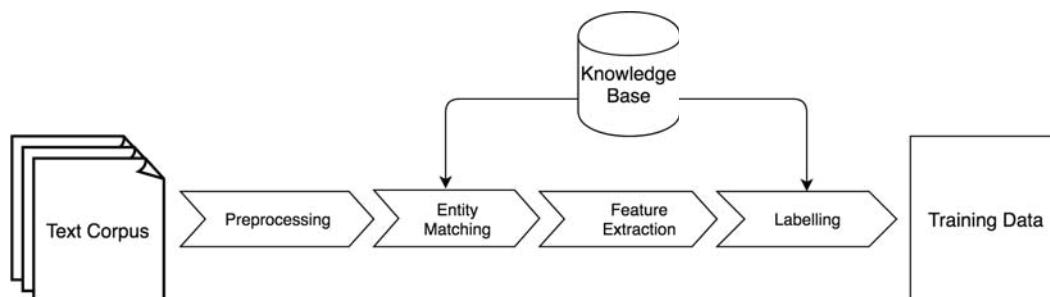 Knowledge
Base
Text Corpus
Preprocessing
Entity
Matching
Feature
Extraction
Labelling
Training Data